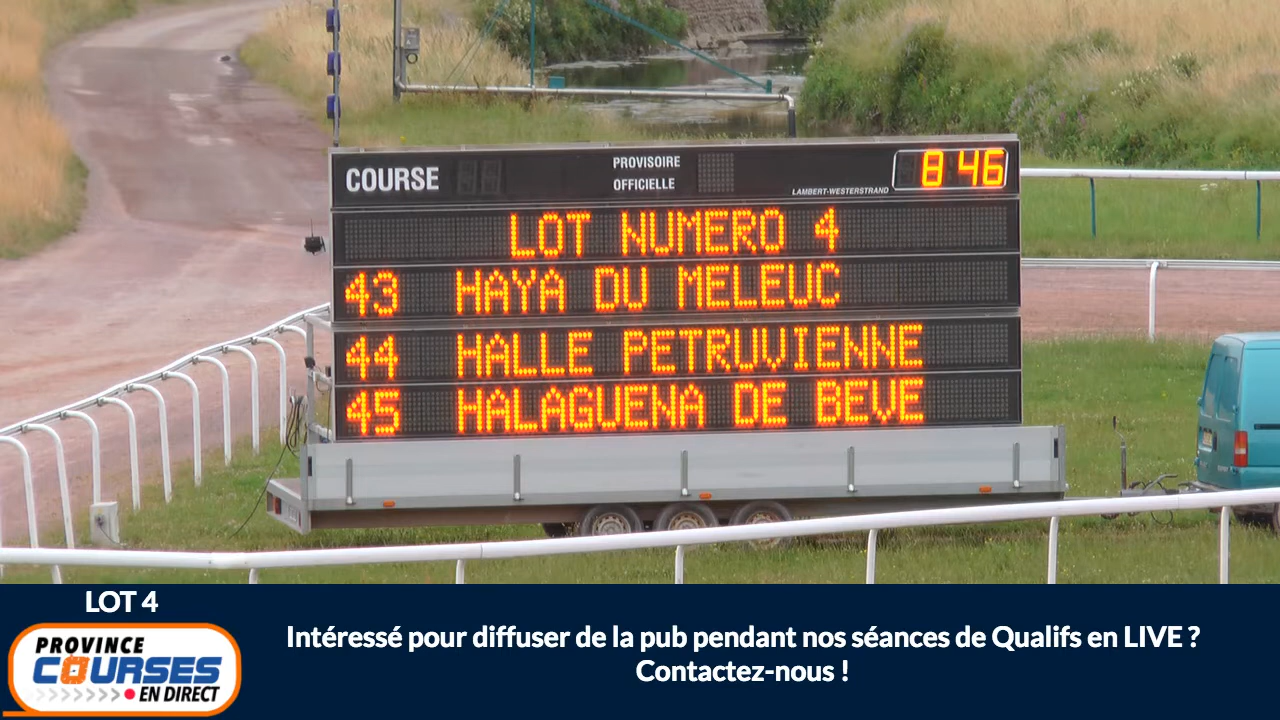 COURSE
PROVISOIRE
OFFICIELLE
8 46
LAMBERT-WESTERSTRAND
LOT NUMERO 4
43 HAYA DU MELEUC
44 HALLE PETRUVIENNE
45 HALAGUENA DE BEVE
LOT 4
PROVINCE
COURSES
EN DIRECT
Intéressé pour diffuser de la pub pendant nos séances de Qualifs en LIVE ?
Contactez-nous !